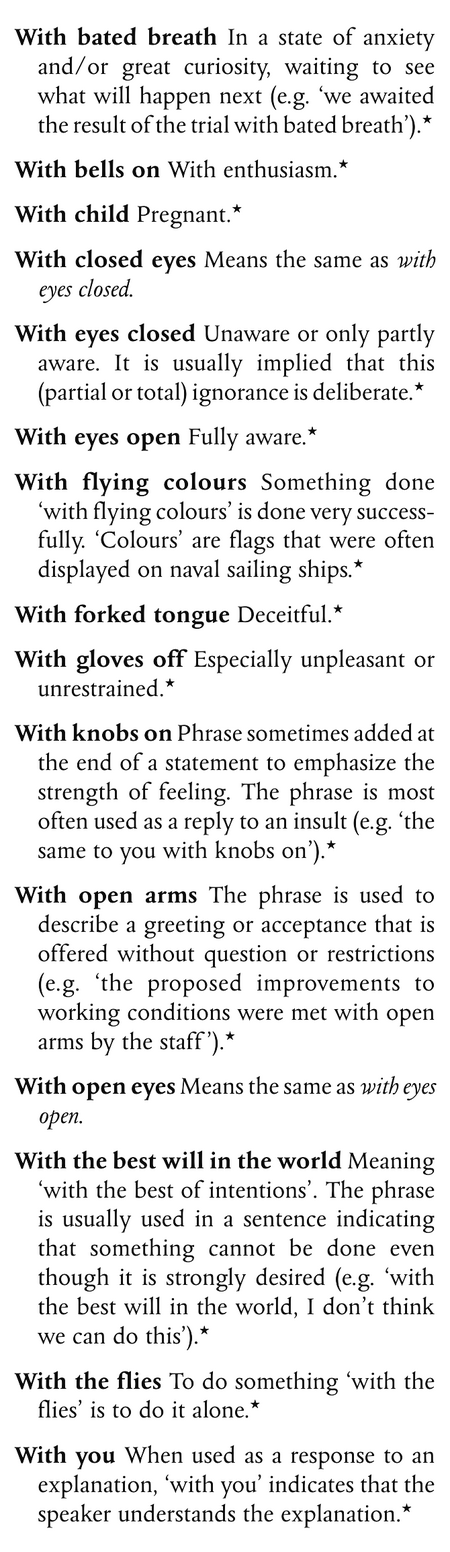 With bated breath In a state of anxiety
and/or great curiosity, waiting to see
what will happen next (e.g. ‘we awaited
the result of the trial with bated breath’).★
With bells on With enthusiasm.★
With child Pregnant.★
With closed eyes Means the same as with
eyes closed.
With eyes closed Unaware or only partly
aware. It is usually implied that this
(partial or total) ignorance is deliberate.★
With eyes open Fully aware.★
With flying colours Something done
‘with flying colours’ is done very success-
fully. ‘Colours’ are flags that were often
displayed on naval sailing ships.★
With forked tongue Deceitful.★
With gloves off Especially unpleasant or
unrestrained.★
With knobs on Phrase sometimes added at
the end of a statement to emphasize the
strength of feeling. The phrase is most
often used as a reply to an insult (e.g. ‘the
same to you with knobs on’).★
With open arms The phrase is used to
describe a greeting or acceptance that is
offered without question or restrictions
(e.g. ‘the proposed improvements to
working conditions were met with open
arms by the staff’).★
With open eyes Means the same as with eyes
open.
With the best will in the world Meaning
‘with the best of intentions’. The phrase
is usually used in a sentence indicating
that something cannot be done even
though it is strongly desired (e.g. ‘with
the best will in the world, I don’t think
we can do this’).★
With the flies To do something ‘with the
flies’ is to do it alone.★
With you When used as a response to an
explanation, ‘with you’ indicates that the
speaker understands the explanation.★